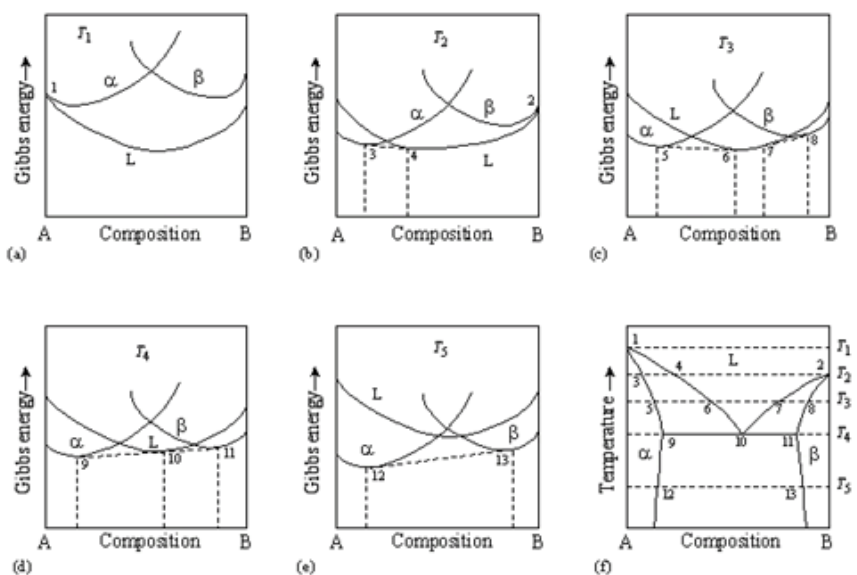 T₁
Gibbs energy →
1
α
β
L
A Composition B
(a)
T₂
Gibbs energy →
α
β
2
3
4
L
A Composition B
(b)
T₃
Gibbs energy →
L
α
β
5
6
7
8
A Composition B
(c)
T₄
Gibbs energy →
α
L
β
9
10
11
A Composition B
(d)
T₅
Gibbs energy →
L
α
β
12
13
A Composition B
(e)
Temperature →
1
T₁
L
2
T₂
3
4
T₃
5
6
7
8
T₄
9
10
11
α
β
T₅
12
13
A Composition B
(f)